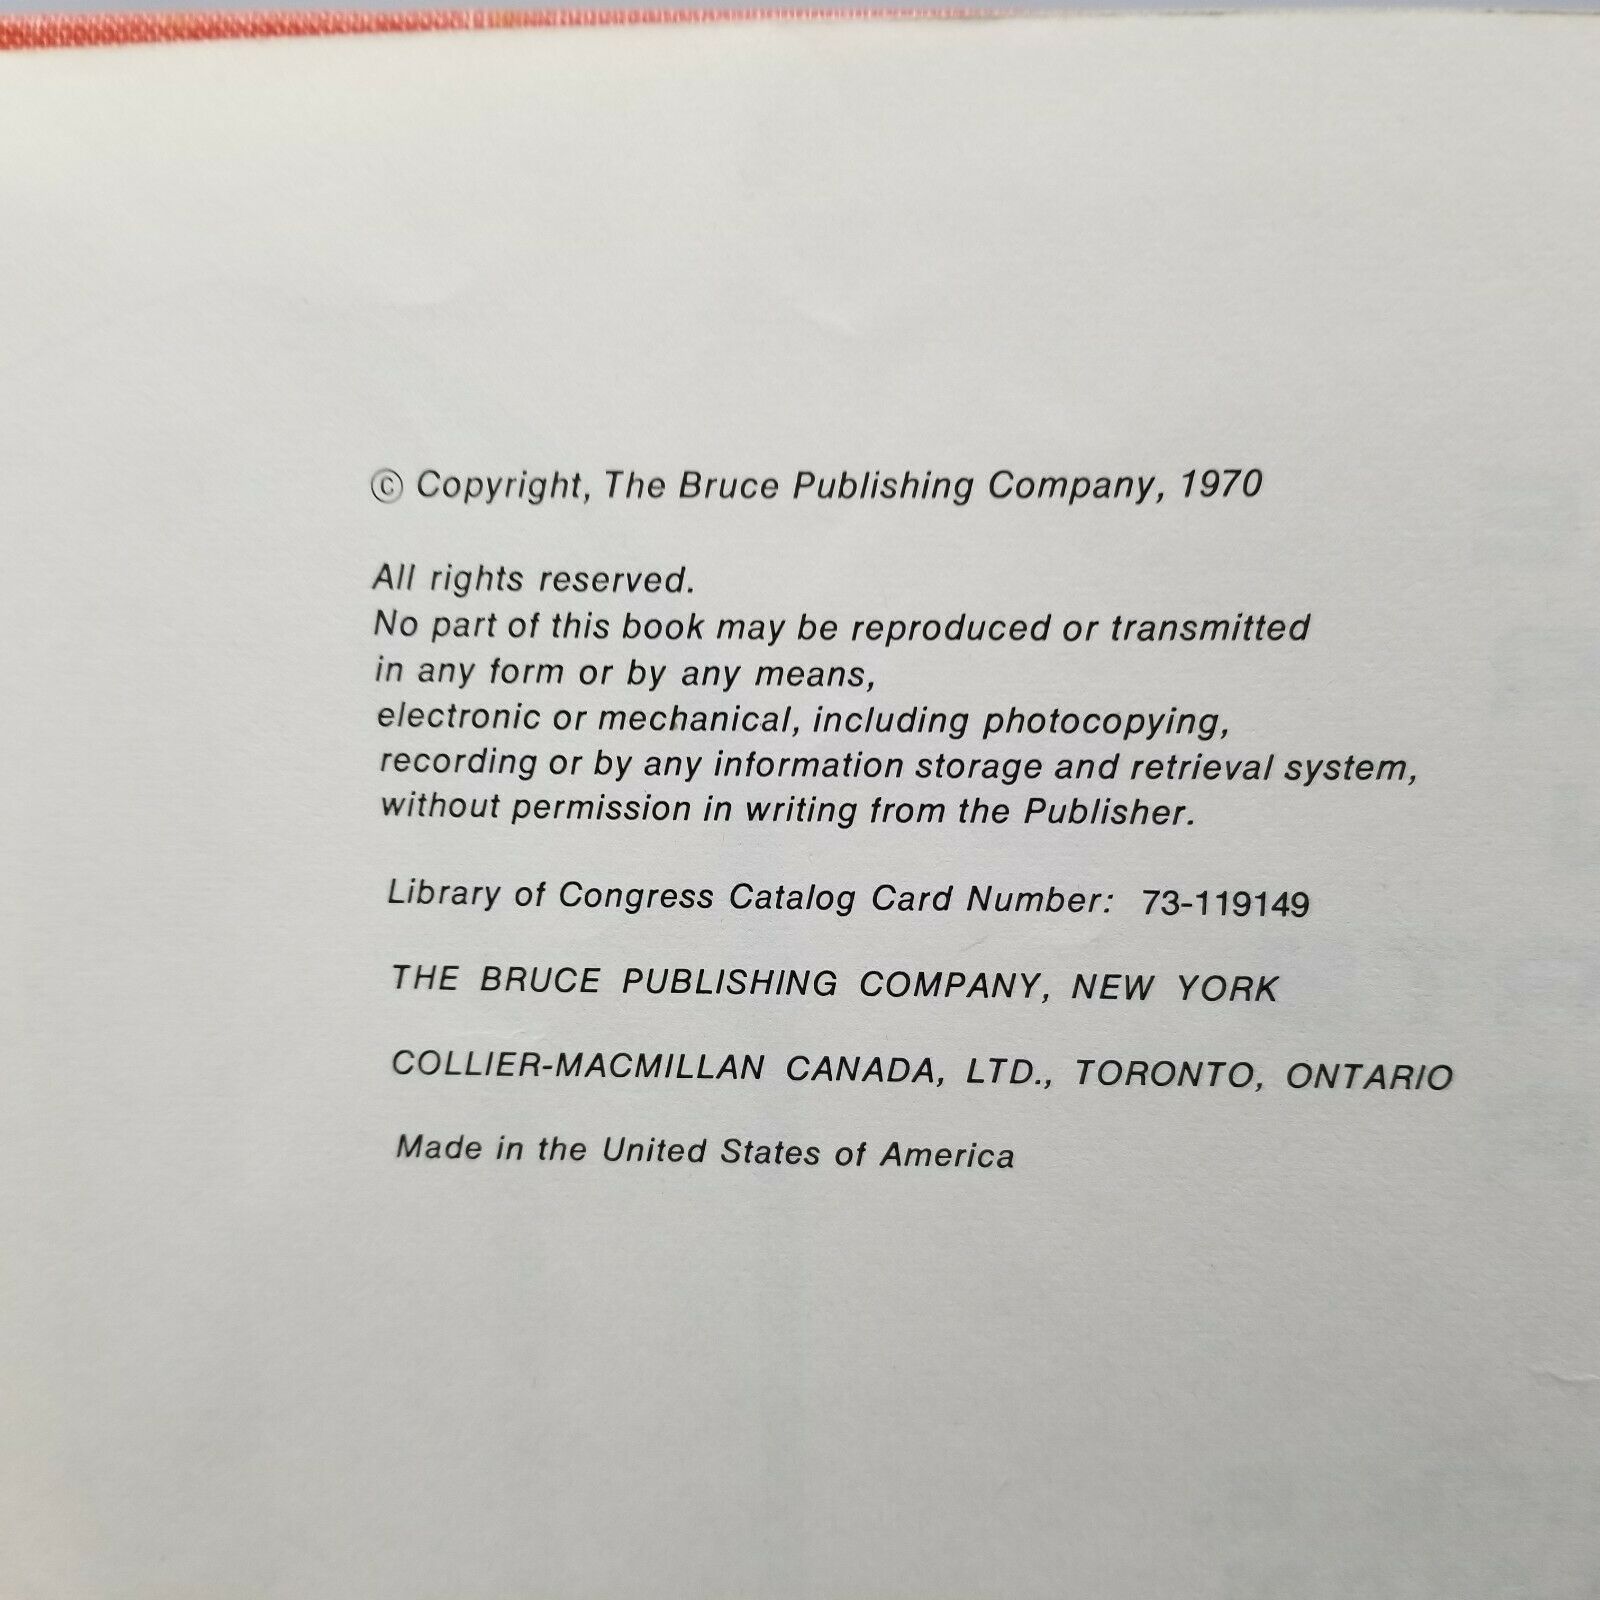 © Copyright, The Bruce Publishing Company, 1970
All rights reserved.
No part of this book may be reproduced or transmitted
in any form or by any means,
electronic or mechanical, including photocopying,
recording or by any information storage and retrieval system,
without permission in writing from the Publisher.
Library of Congress Catalog Card Number: 73-119149
THE BRUCE PUBLISHING COMPANY, NEW YORK
COLLIER-MACMILLAN CANADA, LTD., TORONTO, ONTARIO
Made in the United States of America